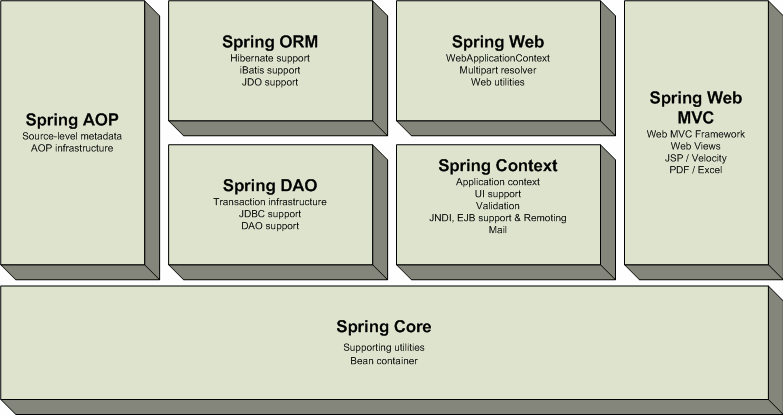 Spring AOP
Source-level metadata
AOP infrastructure
Spring ORM
Hibernate support
iBatis support
JDO support
Spring Web
WebApplicationContext
Multipart resolver
Web utilities
Spring Web
MVC
Web MVC Framework
Web Views
JSP / Velocity
PDF / Excel
Spring DAO
Transaction infrastructure
JDBC support
DAO support
Spring Context
Application context
UI support
Validation
JNDI, EJB support & Remoting
Mail
Spring Core
Supporting utilities
Bean container